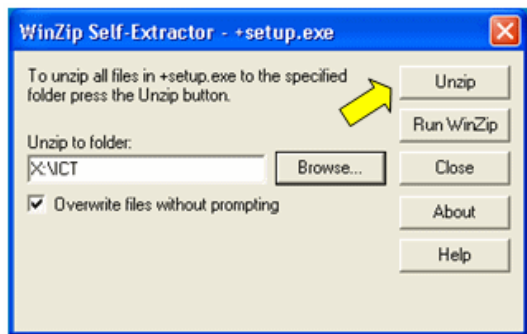 WinZip Self-Extractor - +setup.exe
To unzip all files in +setup.exe to the specified
folder press the Unzip button.
Unzip to folder:
X:\ICT
Browse...
Overwrite files without prompting
Unzip
Run WinZip
Close
About
Help